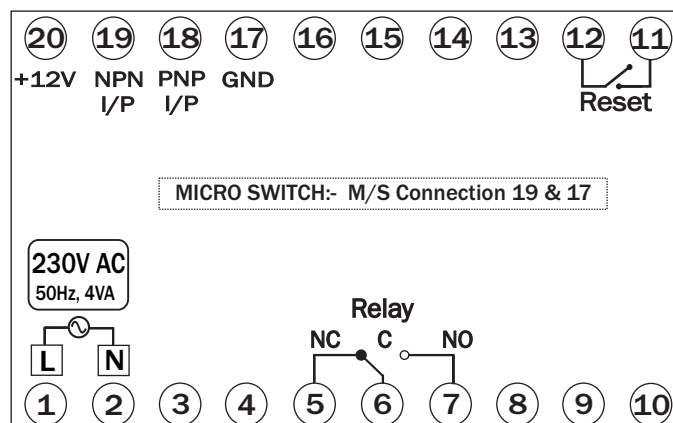 20 19 18 17 16 15 14 13 12 11
+12V NPN I/P PNP I/P GND
Reset
MICRO SWITCH:- M/S Connection 19 & 17
230V AC
50Hz, 4VA
Relay
NC C NO
L N
1 2 3 4 5 6 7 8 9 10